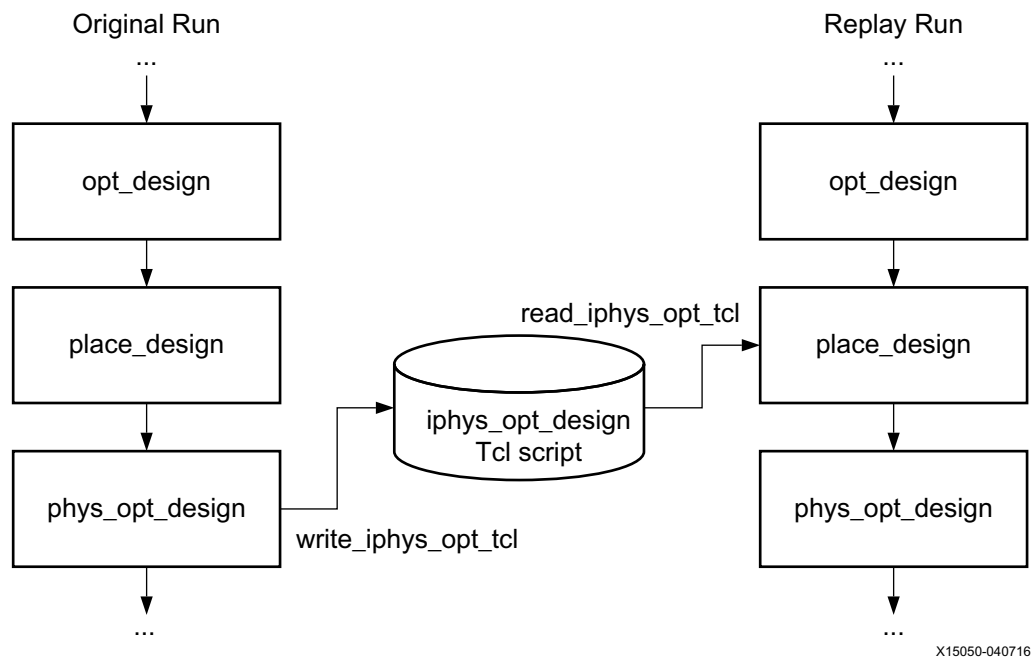 Original Run
Replay Run
...
...
opt_design
opt_design
place_design
read_iphys_opt_tcl
place_design
iphys_opt_design
Tcl script
phys_opt_design
write_iphys_opt_tcl
phys_opt_design
...
...
X15050-040716